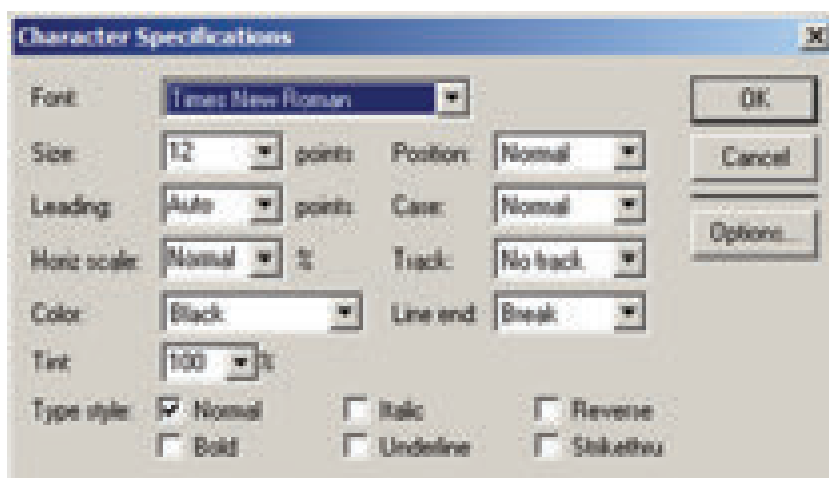 Character Specifications
Font: Times New Roman OK
Size: 12 points Position: Normal Cancel
Leading: Auto points Case: Normal
Options...
Horiz scale: Normal % Track: No track
Color: Black Line end: Break
Tint: 100 %
Type style: Normal Italic Reverse
Bold Underline Strikethru